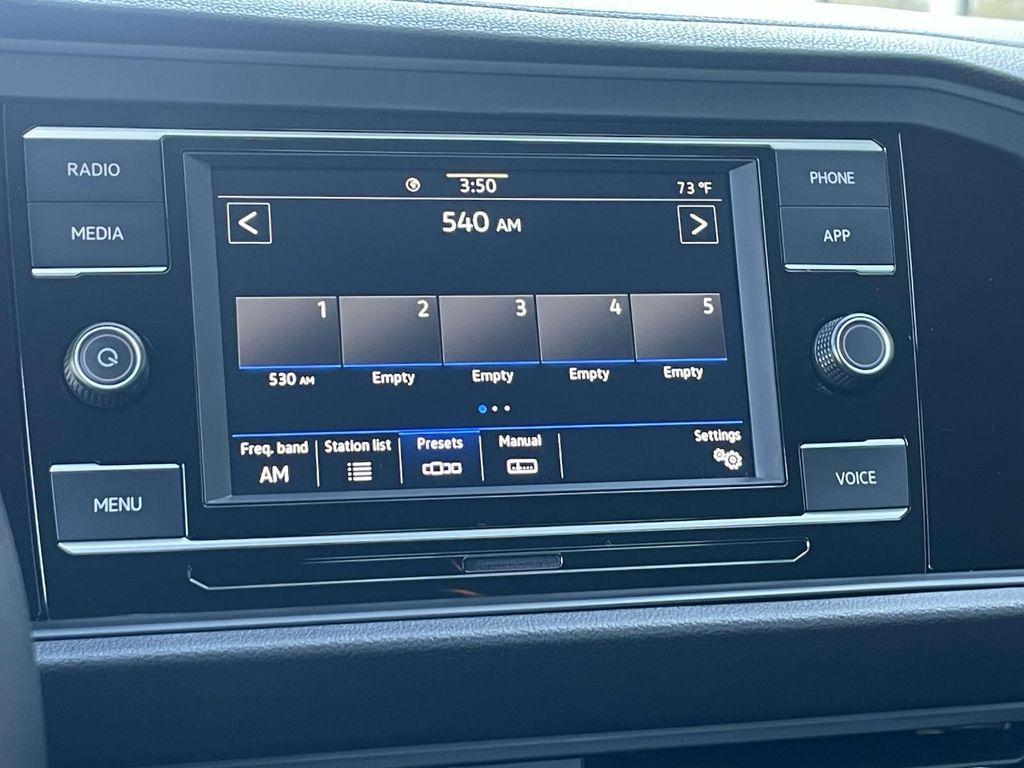 RADIO
MEDIA
MENU
3:50
73 °F
<
540 AM
>
1 2 3 4 5
530 AM Empty Empty Empty Empty
Freq. band Station list Presets Manual Settings
AM
PHONE
APP
VOICE